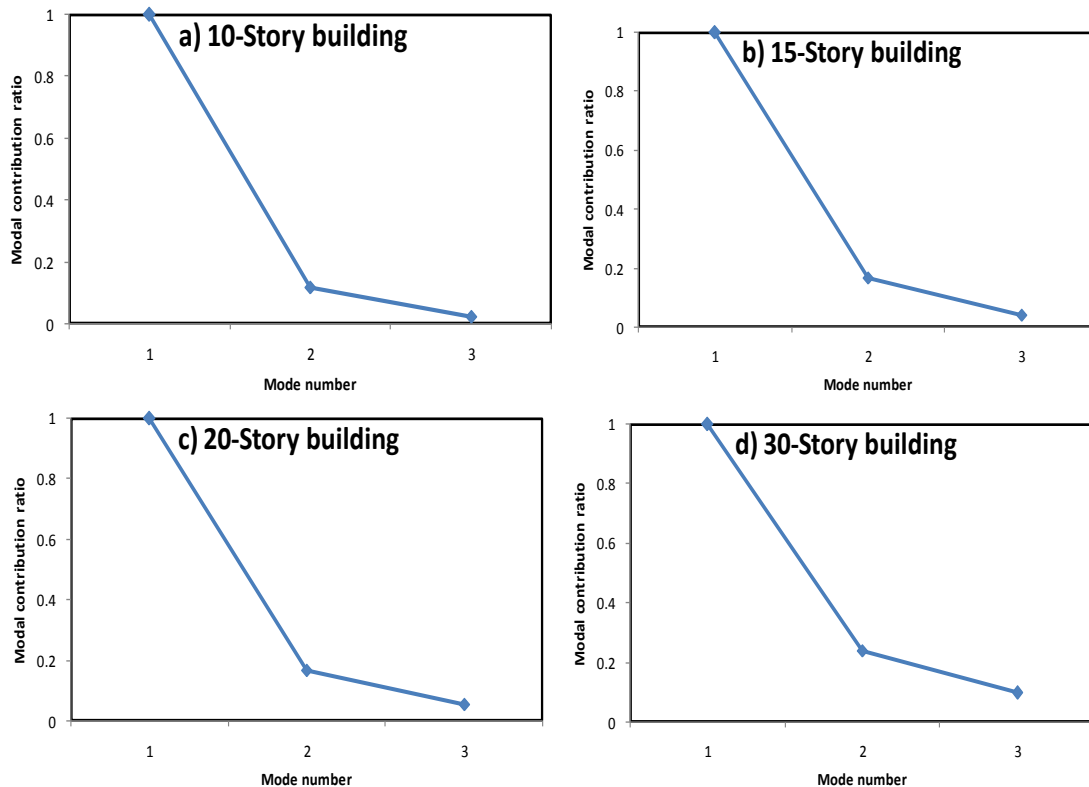 a) 10-Story building
Modal contribution ratio
1
0.8
0.6
0.4
0.2
0
1 2 3
Mode number
b) 15-Story building
Modal contribution ratio
1
0.8
0.6
0.4
0.2
0
1 2 3
Mode number
c) 20-Story building
Modal contribution ratio
1
0.8
0.6
0.4
0.2
0
1 2 3
Mode number
d) 30-Story building
Modal contribution ratio
1
0.8
0.6
0.4
0.2
0
1 2 3
Mode number